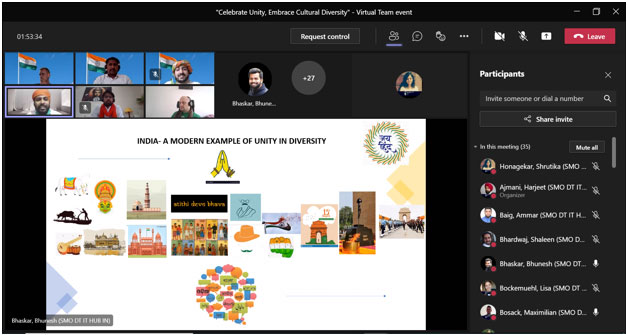 "Celebrate Unity, Embrace Cultural Diversity" - Virtual Team event
01:53:34
Request control
Leave
Bhaskar, Bhune...
+27
Participants
Invite someone or dial a number
Share invite
In this meeting (35)
Mute all
Honagekar, Shrutika (SMO ...
Ajmani, Harjeet (SMO DT IT...
Organizer
Baig, Ammar (SMO DT IT H...
Bhardwaj, Shaleen (SMO D...
Bhaskar, Bhunesh (SMO DT...
Bockemuehl, Lisa (SMO DT ...
Bosack, Maximilian (SMO D...
INDIA- A MODERN EXAMPLE OF UNITY IN DIVERSITY
जय हिंद
atithi devo bhava
15
Bhaskar, Bhunesh (SMO DT IT HUB IN)